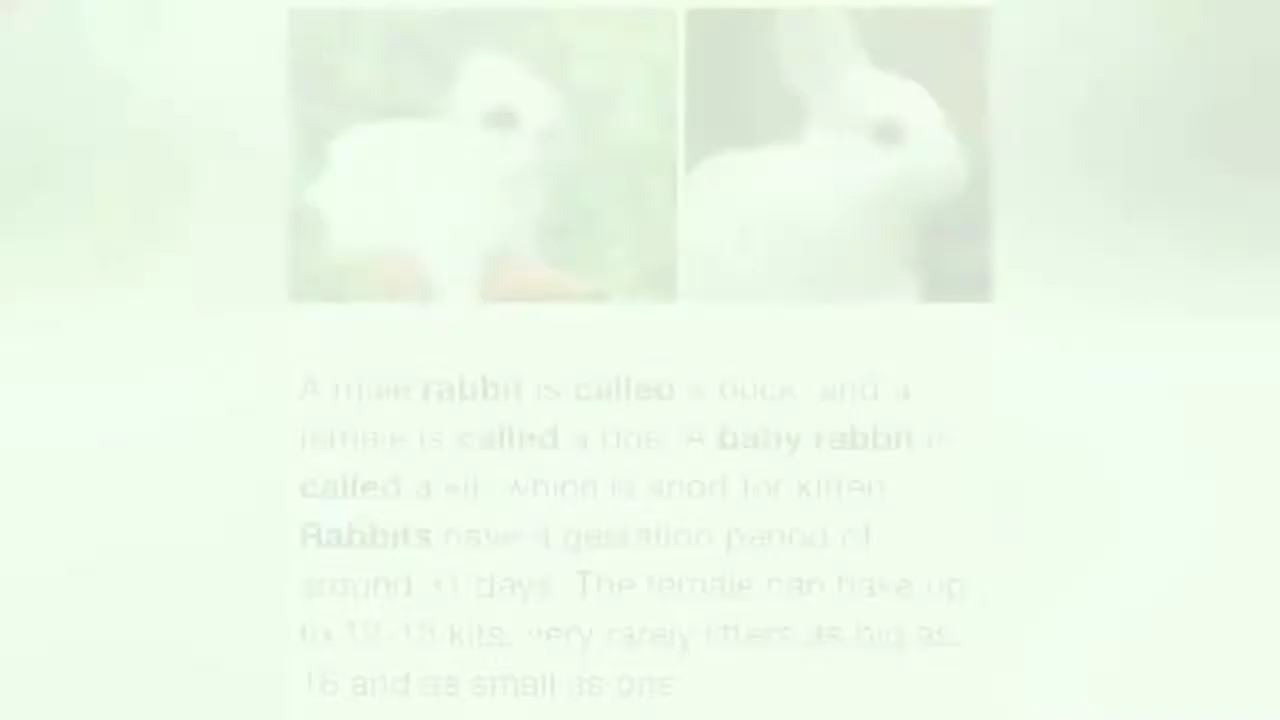 A male rabbit is called a buck, and a
female is called a doe. A baby rabbit is
called a kit, which is short for kitten.
Rabbits have a gestation period of
around 31 days. The female can have up
to 12-13 kits, very rarely litters as big as
18 and as small as one